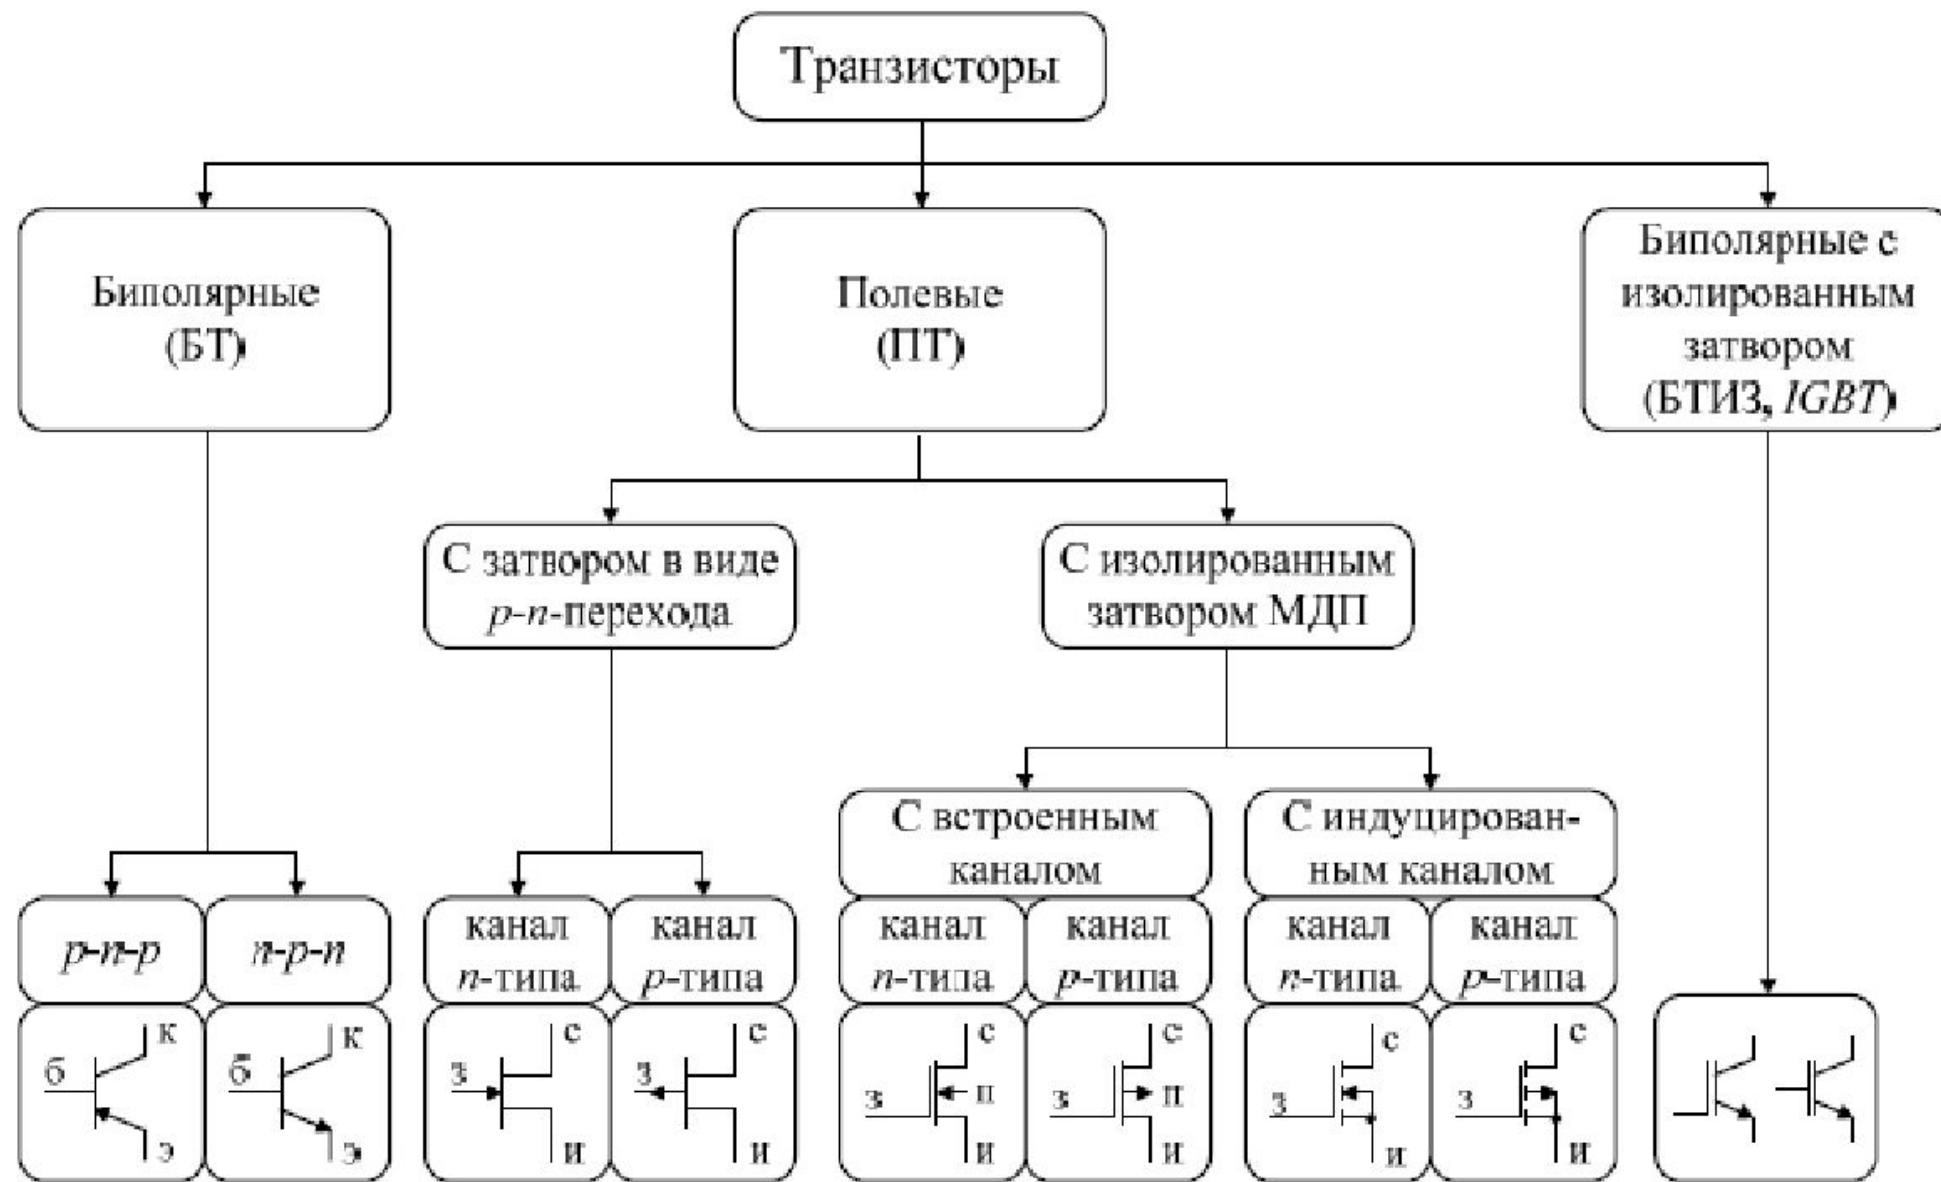 Транзисторы
Биполярные
(БТ)
Полевые
(ПТ)
Биполярные с
изолированным
затвором
(БТИЗ, IGBT)
С затвором в виде
p-n-перехода
С изолированным
затвором МДП
С встроенным
каналом
С индуцирован-
ным каналом
p-n-p
n-p-n
канал
n-типа
канал
p-типа
канал
n-типа
канал
p-типа
канал
n-типа
канал
p-типа
к
б
э
к
б
э
с
з
и
с
з
и
с
п
з
и
с
п
з
и
с
з
и
с
з
и